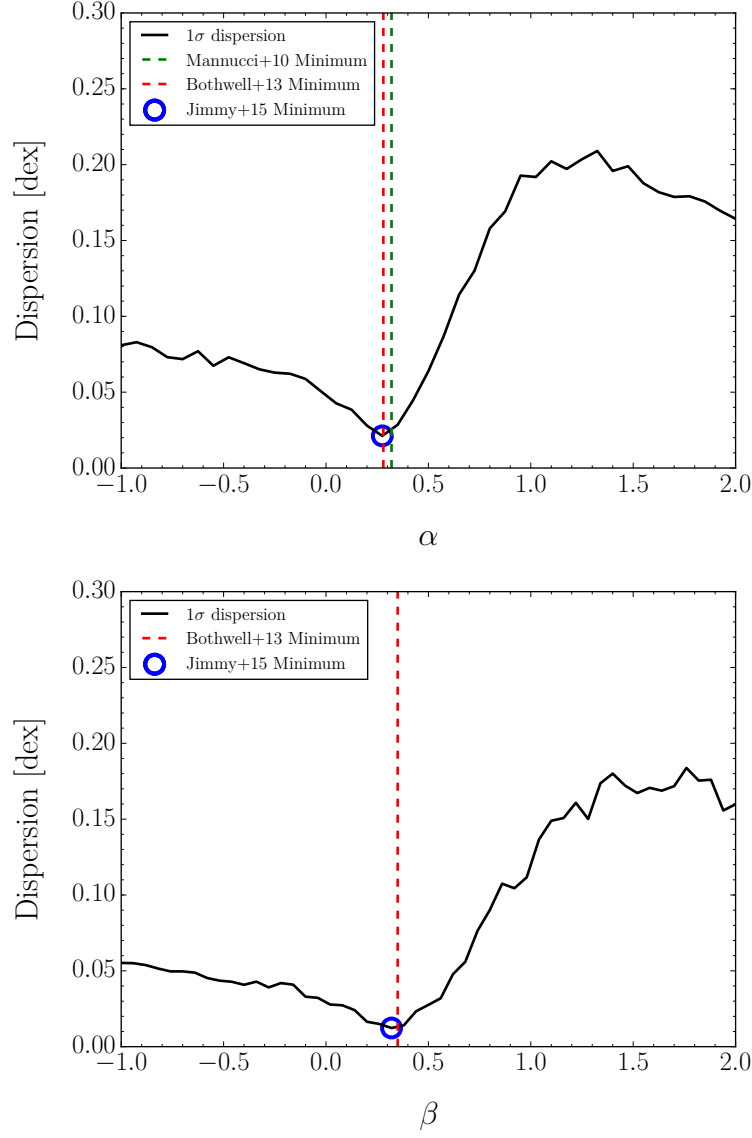 0.30
0.25
0.20
0.15
0.10
0.05
0.00
Dispersion [dex]
1σ dispersion
Mannucci+10 Minimum
Bothwell+13 Minimum
Jimmy+15 Minimum
−1.0 −0.5 0.0 0.5 1.0 1.5 2.0
α
0.30
0.25
0.20
0.15
0.10
0.05
0.00
Dispersion [dex]
1σ dispersion
Bothwell+13 Minimum
Jimmy+15 Minimum
−1.0 −0.5 0.0 0.5 1.0 1.5 2.0
β